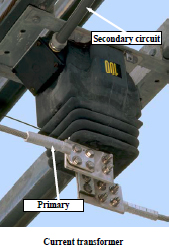 Secondary circuit
Primary
Current transformer